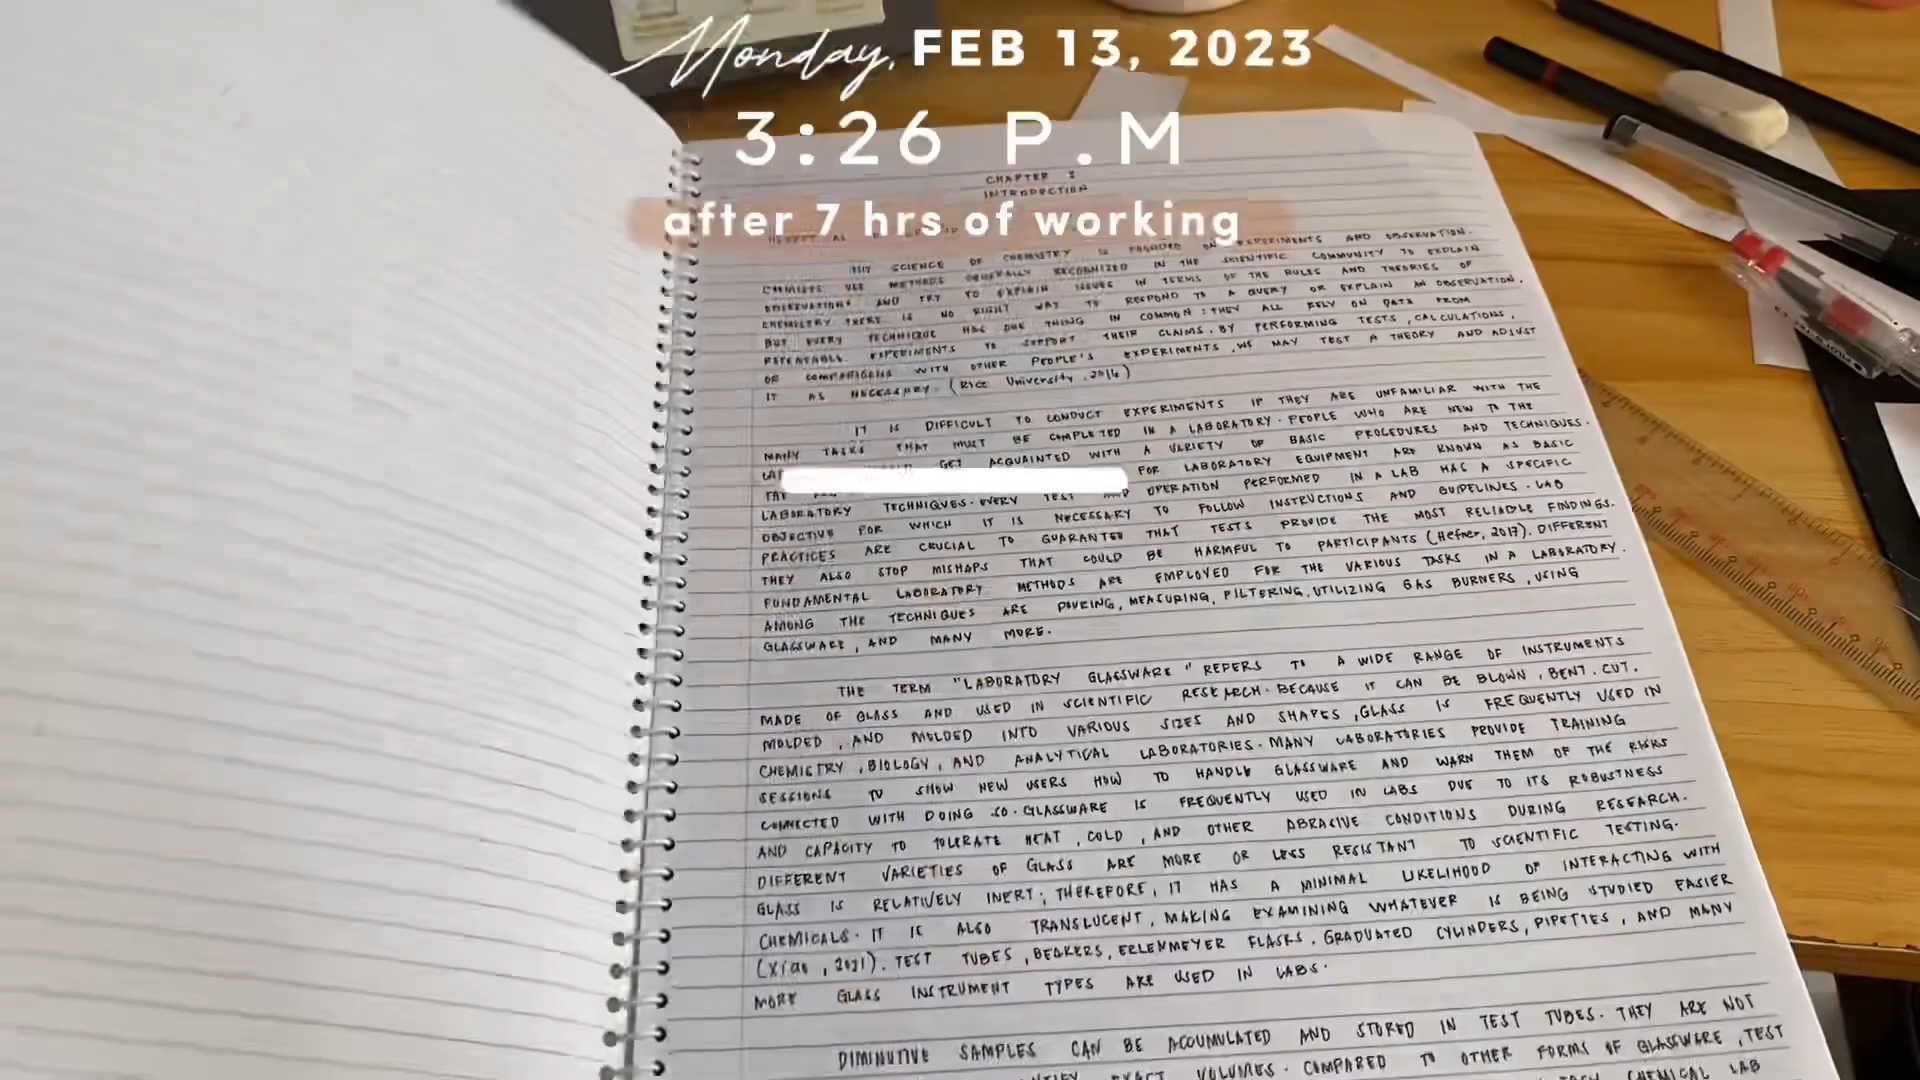 Monday, FEB 13, 2023
3:26 P.M
CHAPTER I
INTRODUCTION
after 7 hrs of working
THE SCIENCE OF CHEMISTRY IS FOUNDED ON EXPERIMENTS AND OBSERVATION.
CHEMISTS USE METHODS GENERALLY RECOGNIZED IN THE SCIENTIFIC COMMUNITY TO EXPLAIN
OBSERVATIONS AND TRY TO EXPLAIN ISSUES IN TERMS OF THE RULES AND THEORIES OF
CHEMISTRY THERE IS NO RIGHT WAY TO RESPOND TO A QUERY OR EXPLAIN AN OBSERVATION,
BUT EVERY TECHNIQUE HAS ONE THING IN COMMON : THEY ALL RELY ON DATA FROM
REPEATABLE EXPERIMENTS TO SUPPORT THEIR CLAIMS. BY PERFORMING TESTS, CALCULATIONS,
OR COMPARISONS WITH OTHER PEOPLE'S EXPERIMENTS, WE MAY TEST A THEORY AND ADJUST
IT AS NECESSARY. (Rice University, 2016)
IT IS DIFFICULT TO CONDUCT EXPERIMENTS IF THEY ARE UNFAMILIAR WITH THE
MANY TASKS THAT MUST BE COMPLETED IN A LABORATORY. PEOPLE WHO ARE NEW TO THE
GET ACQUAINTED WITH A VARIETY OF BASIC PROCEDURES AND TECHNIQUES.
FOR LABORATORY EQUIPMENT ARE KNOWN AS BASIC
LABORATORY TECHNIQUES. EVERY TEST AND OPERATION PERFORMED IN A LAB HAS A SPECIFIC
OBJECTIVE FOR WHICH IT IS NECESSARY TO FOLLOW INSTRUCTIONS AND GUIDELINES. LAB
PRACTICES ARE CRUCIAL TO GUARANTEE THAT TESTS PROVIDE THE MOST RELIABLE FINDINGS.
THEY ALSO STOP MISHAPS THAT COULD BE HARMFUL TO PARTICIPANTS (Hefner, 2017). DIFFERENT
FUNDAMENTAL LABORATORY METHODS ARE EMPLOYED FOR THE VARIOUS TASKS IN A LABORATORY.
AMONG THE TECHNIQUES ARE POURING, MEASURING, FILTERING, UTILIZING GAS BURNERS, USING
GLASSWARE, AND MANY MORE.
THE TERM "LABORATORY GLASSWARE" REFERS TO A WIDE RANGE OF INSTRUMENTS
MADE OF GLASS AND USED IN SCIENTIFIC RESEARCH. BECAUSE IT CAN BE BLOWN, BENT, CUT,
MOLDED, AND MOLDED INTO VARIOUS SIZES AND SHAPES, GLASS IS FREQUENTLY USED IN
CHEMISTRY, BIOLOGY, AND ANALYTICAL LABORATORIES. MANY LABORATORIES PROVIDE TRAINING
SESSIONS TO SHOW NEW USERS HOW TO HANDLE GLASSWARE AND WARN THEM OF THE RISKS
CONNECTED WITH DOING SO. GLASSWARE IS FREQUENTLY USED IN LABS DUE TO ITS ROBUSTNESS
AND CAPACITY TO TOLERATE HEAT, COLD, AND OTHER ABRASIVE CONDITIONS DURING RESEARCH.
DIFFERENT VARIETIES OF GLASS ARE MORE OR LESS RESISTANT TO SCIENTIFIC TESTING.
GLASS IS RELATIVELY INERT; THEREFORE, IT HAS A MINIMAL LIKELIHOOD OF INTERACTING WITH
CHEMICALS. IT IS ALSO TRANSLUCENT, MAKING EXAMINING WHATEVER IS BEING STUDIED EASIER
(Xiao, 2021). TEST TUBES, BEAKERS, ERLENMEYER FLASKS, GRADUATED CYLINDERS, PIPETTES, AND MANY
MORE GLASS INSTRUMENT TYPES ARE USED IN LABS.
DIMINUTIVE SAMPLES CAN BE ACCUMULATED AND STORED IN TEST TUBES. THEY ARE NOT
EXACT VOLUMES. COMPARED TO OTHER FORMS OF GLASSWARE, TEST
CHEMICAL LAB